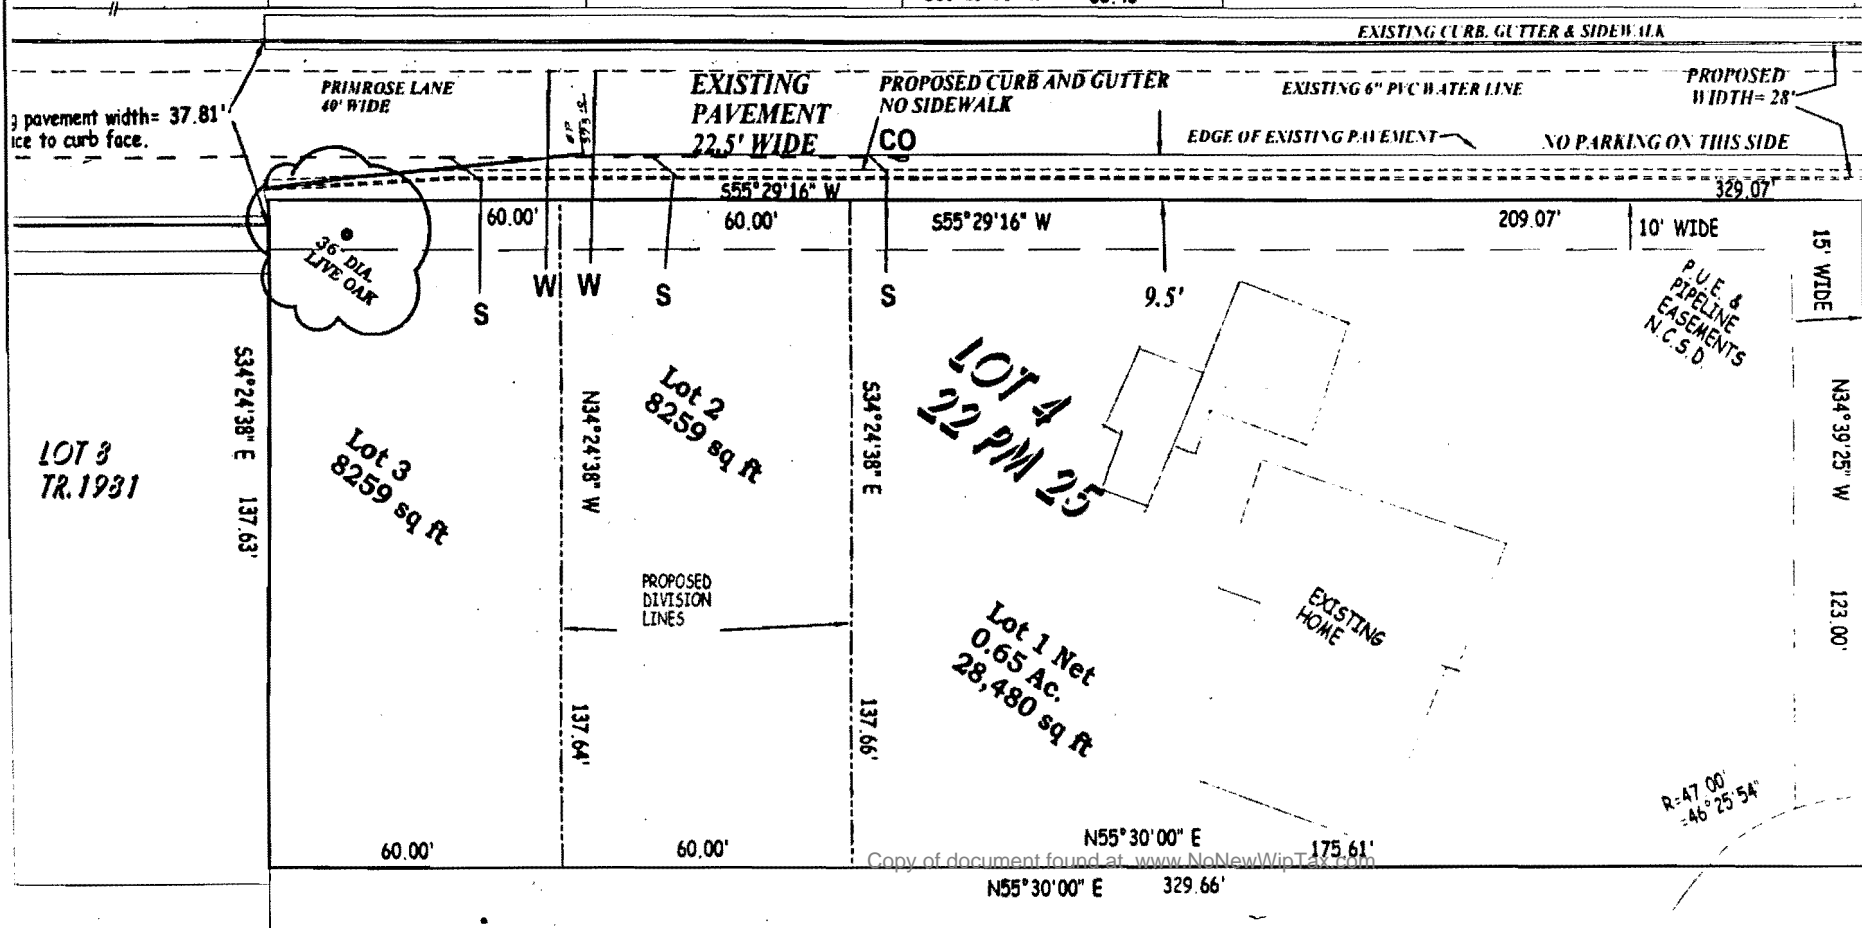 EXISTING CURB, GUTTER & SIDEWALK
PRIMROSE LANE
40' WIDE
EXISTING
PAVEMENT
22.5' WIDE
PROPOSED CURB AND GUTTER
NO SIDEWALK
CO
EXISTING 6" PVC WATER LINE
PROPOSED
WIDTH= 28'
pavement width= 37.81'
to curb face.
EDGE OF EXISTING PAVEMENT
NO PARKING ON THIS SIDE
S55°29'16" W
329.07'
60.00'
60.00'
S55°29'16" W
209.07'
10' WIDE
15' WIDE
36" DIA.
LIVE OAK
S
W
W
S
S
9.5'
P.U.E. &
PIPELINE
EASEMENTS
N.C.S.D.
LOT 4
22 PM 25
S34°24'38" E 137.63'
N34°24'38" W
137.64'
S34°24'38" E
137.66'
N34°39'25" W
123.00'
LOT 8
TR.1981
Lot 3
8259 sq ft
Lot 2
8259 sq ft
PROPOSED
DIVISION
LINES
Lot 1 Net
0.65 Ac.
28,480 sq ft
EXISTING
HOME
R=47.00'
=46°25'54"
60.00'
60.00'
N55°30'00" E
175.61'
Copy of document found at www.NoNewWipTax.com
N55°30'00" E 329.66'